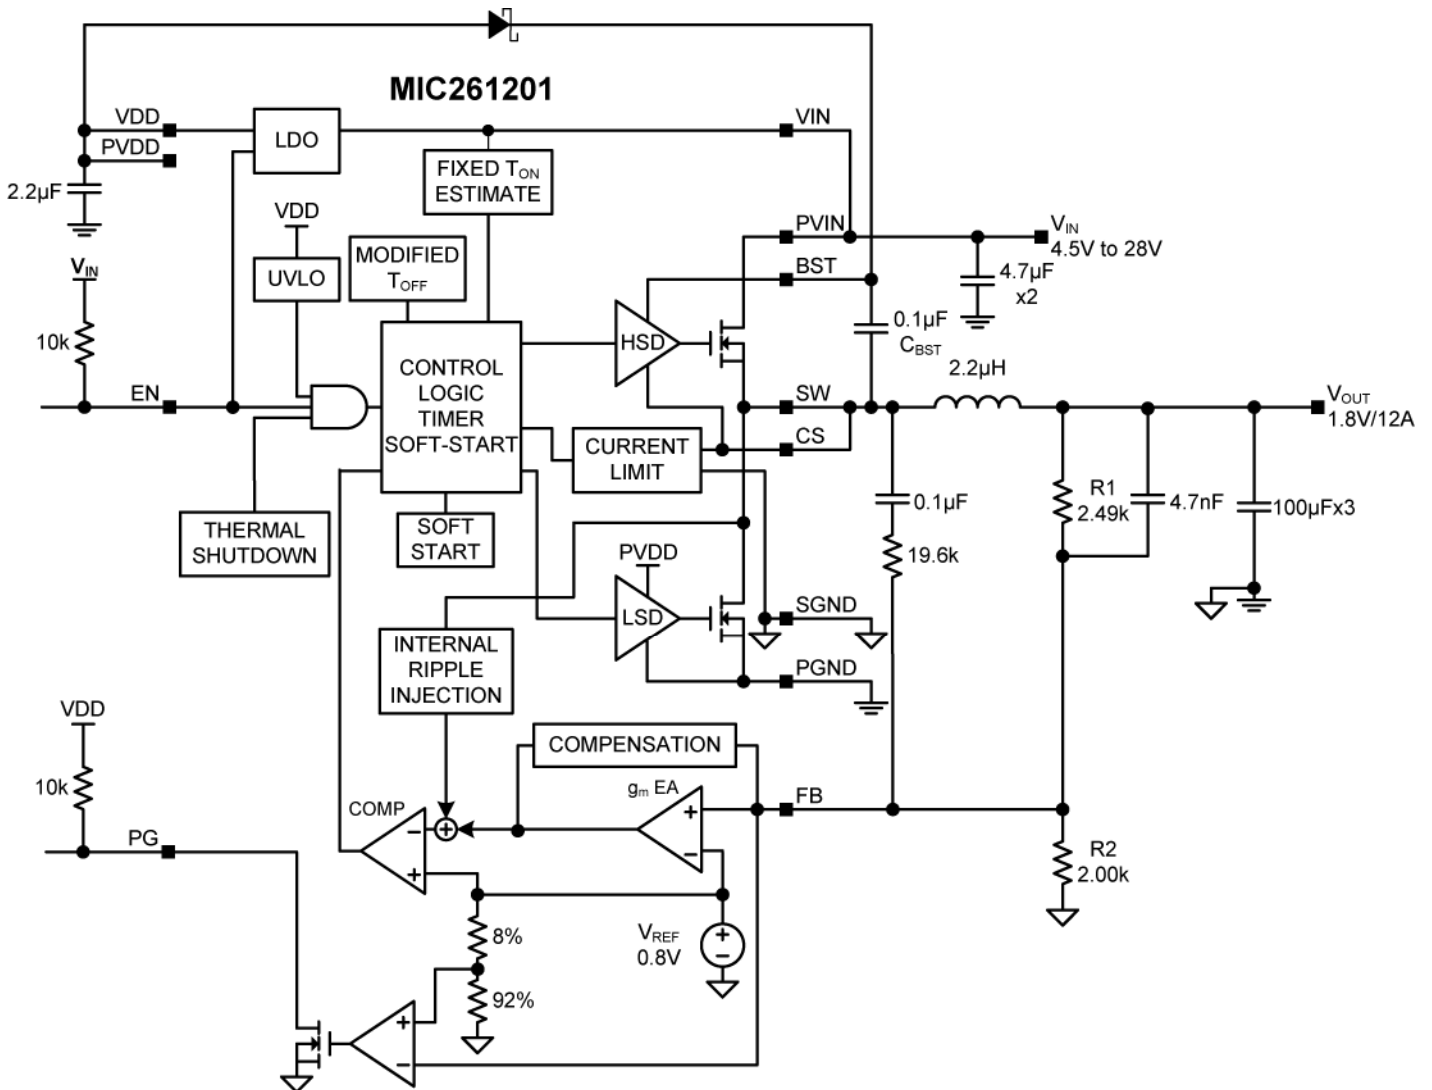 MIC261201
VDD
PVDD
LDO
VIN
FIXED TON
ESTIMATE
2.2µF
VDD
UVLO
MODIFIED
TOFF
PVIN
VIN
4.5V to 28V
BST
4.7µF
x2
VIN
10k
HSD
0.1µF
CBST
2.2µH
EN
CONTROL
LOGIC
TIMER
SOFT-START
SW
VOUT
1.8V/12A
CURRENT
LIMIT
CS
THERMAL
SHUTDOWN
SOFT
START
0.1µF
19.6k
R1
2.49k
4.7nF
100µFx3
PVDD
LSD
SGND
PGND
INTERNAL
RIPPLE
INJECTION
VDD
10k
PG
COMPENSATION
gm EA
COMP
+
−
+
+
−
FB
R2
2.00k
8%
92%
VREF
0.8V
+
−
+
−